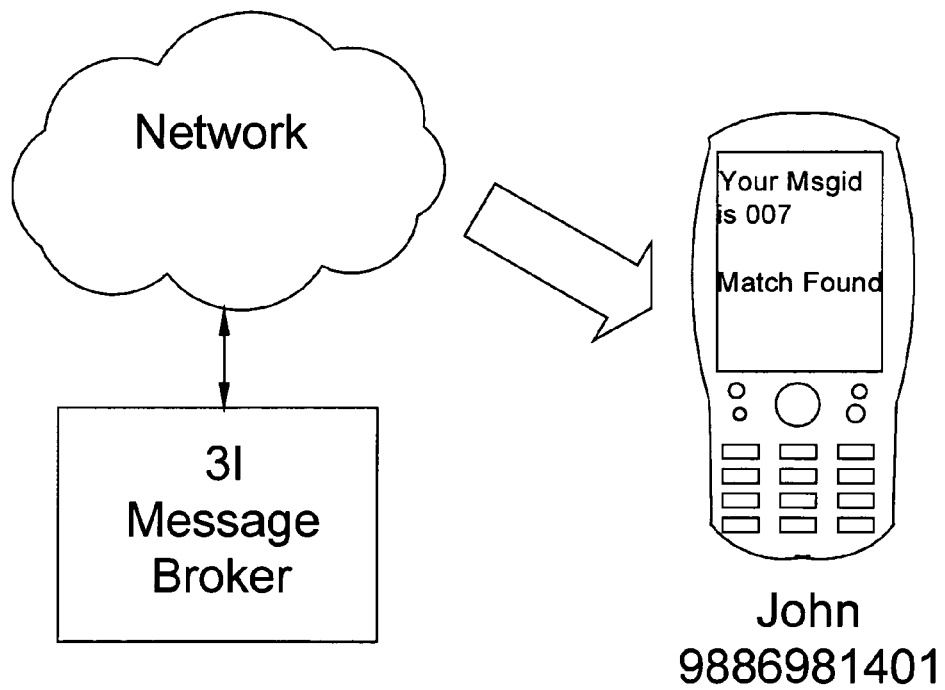 Network
Your Msgid
is 007
Match Found
3I
Message
Broker
John
9886981401